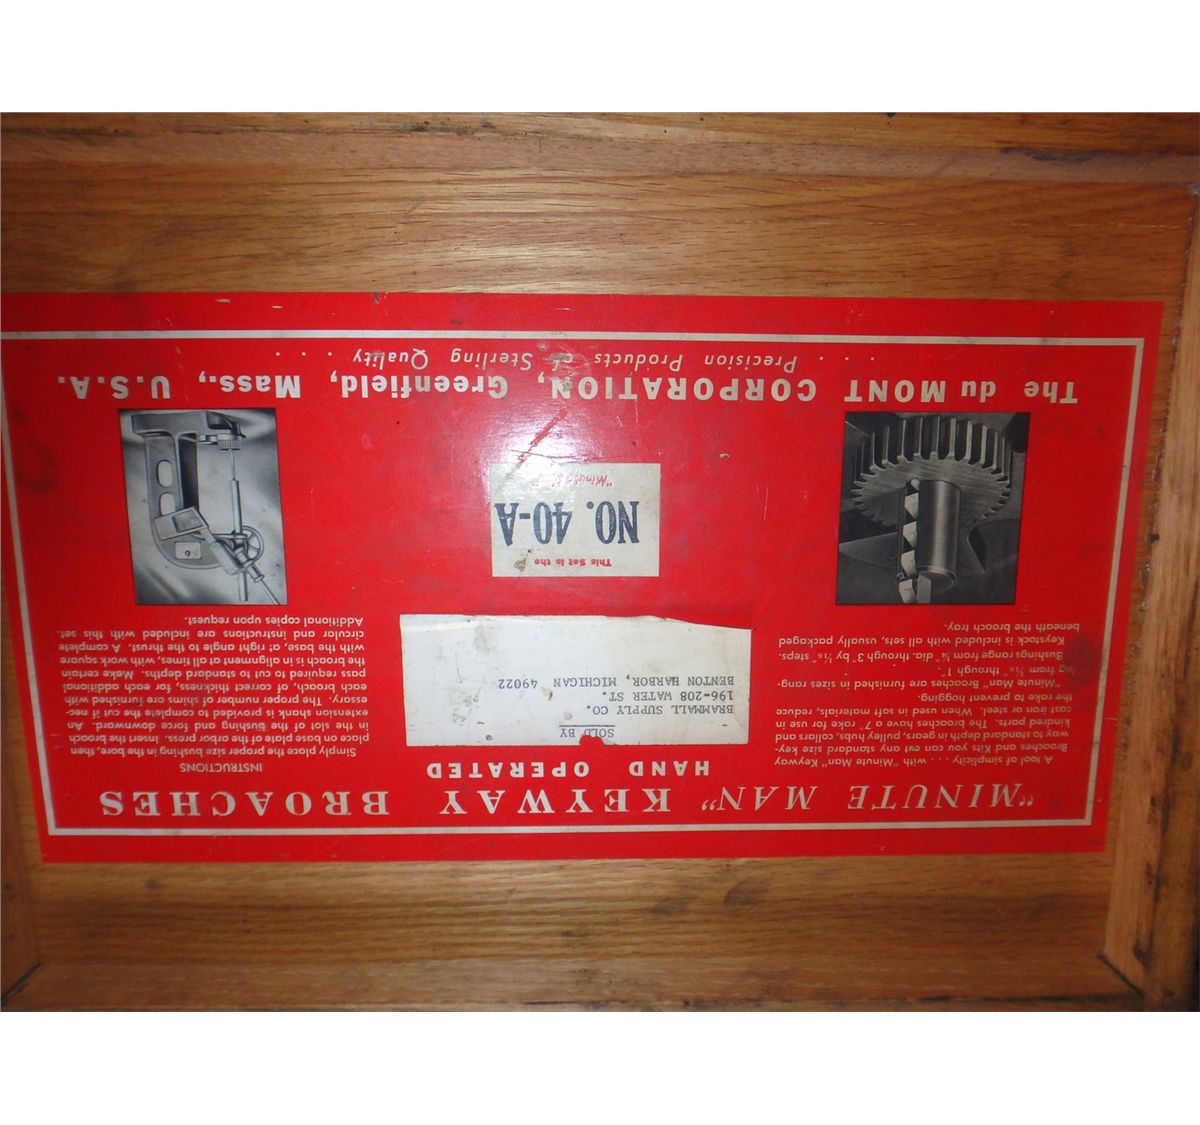 "MINUTE MAN" KEYWAY BROACHES
HAND OPERATED
A tool of simplicity . . . with "Minute Man" Keyway
Broaches and Kits you can cut any standard size key-
way to standard depth in gears, pulley hubs, collars and
kindred parts. The broaches have a 7° rake for use in
cast iron or steel. When used in soft materials, reduce
the rake to prevent hogging.
"Minute Man" Broaches are furnished in sizes rang-
ing from 1/16" through 1".
Bushings range from ¼" dia. through 3" by 1/16" steps.
Keystock is included with all sets, usually packaged
beneath the broach tray.
SOLD BY
BRAMMALL SUPPLY CO.
196-208 WATER ST.
BENTON HARBOR, MICHIGAN 49022
INSTRUCTIONS
Simply place the proper size bushing in the bore, then
place on base plate of the arbor press. Insert the broach
in the slot of the bushing and force downward. An
extension shank is provided to complete the cut if nec-
essary. The proper number of shims are furnished with
each broach, of correct thickness, for each additional
pass required to cut to standard depths. Make certain
the broach is in alignment at all times, with work square
with the base, at right angle to the thrust. A complete
circular and instructions are included with this set.
Additional copies upon request.
This Set is the
NO. 40-A
"Minute Man"
The du MONT CORPORATION, Greenfield, Mass., U.S.A.
. . . . Precision Products of Sterling Quality . . . .